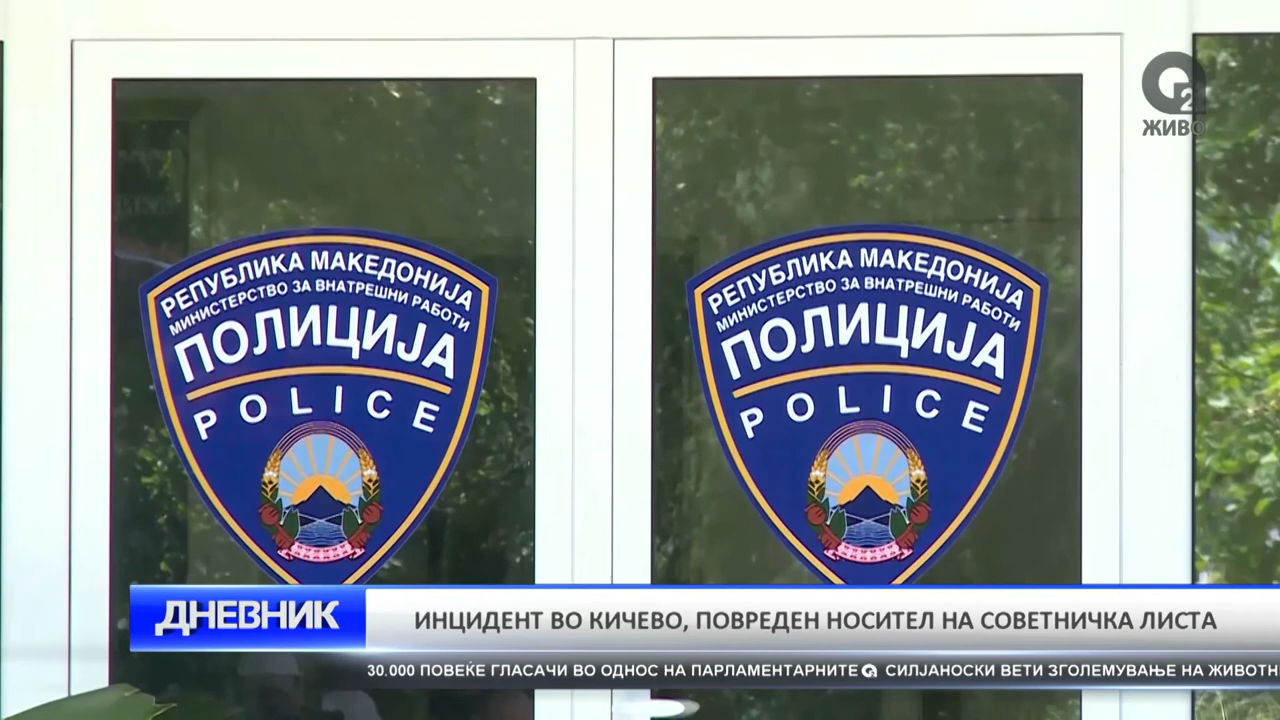 2
ЖИВО
РЕПУБЛИКА МАКЕДОНИЈА
МИНИСТЕРСТВО ЗА ВНАТРЕШНИ РАБОТИ
ПОЛИЦИЈА
POLICE
РЕПУБЛИКА МАКЕДОНИЈА
МИНИСТЕРСТВО ЗА ВНАТРЕШНИ РАБОТИ
ПОЛИЦИЈА
POLICE
ДНЕВНИК
ИНЦИДЕНТ ВО КИЧЕВО, ПОВРЕДЕН НОСИТЕЛ НА СОВЕТНИЧКА ЛИСТА
30.000 ПОВЕЌЕ ГЛАСАЧИ ВО ОДНОС НА ПАРЛАМЕНТАРНИТЕ СИЛЈАНОСКИ ВЕТИ ЗГОЛЕМУВАЊЕ НА ЖИВОТН